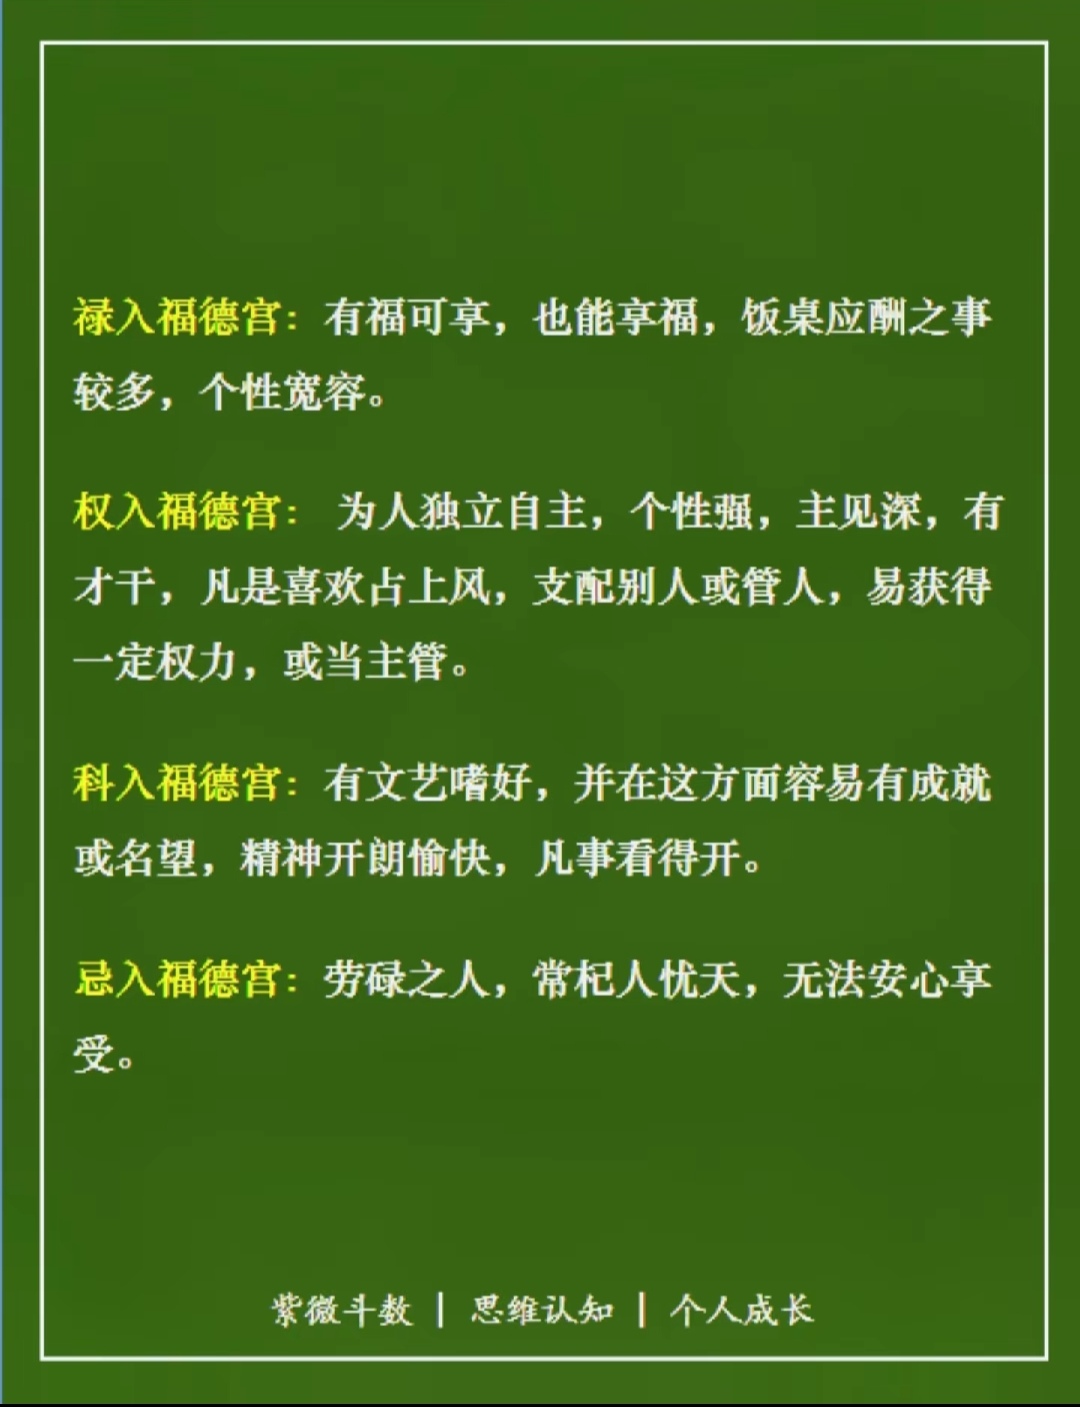 禄入福德宫：有福可享，也能享福，饭桌应酬之事
较多，个性宽容。
权入福德宫： 为人独立自主，个性强，主见深，有
才干，凡是喜欢占上风，支配别人或管人，易获得
一定权力，或当主管。
科入福德宫：有文艺嗜好，并在这方面容易有成就
或名望，精神开朗愉快，凡事看得开。
忌入福德宫：劳碌之人，常杞人忧天，无法安心享
受。
紫微斗数 | 思维认知 | 个人成长